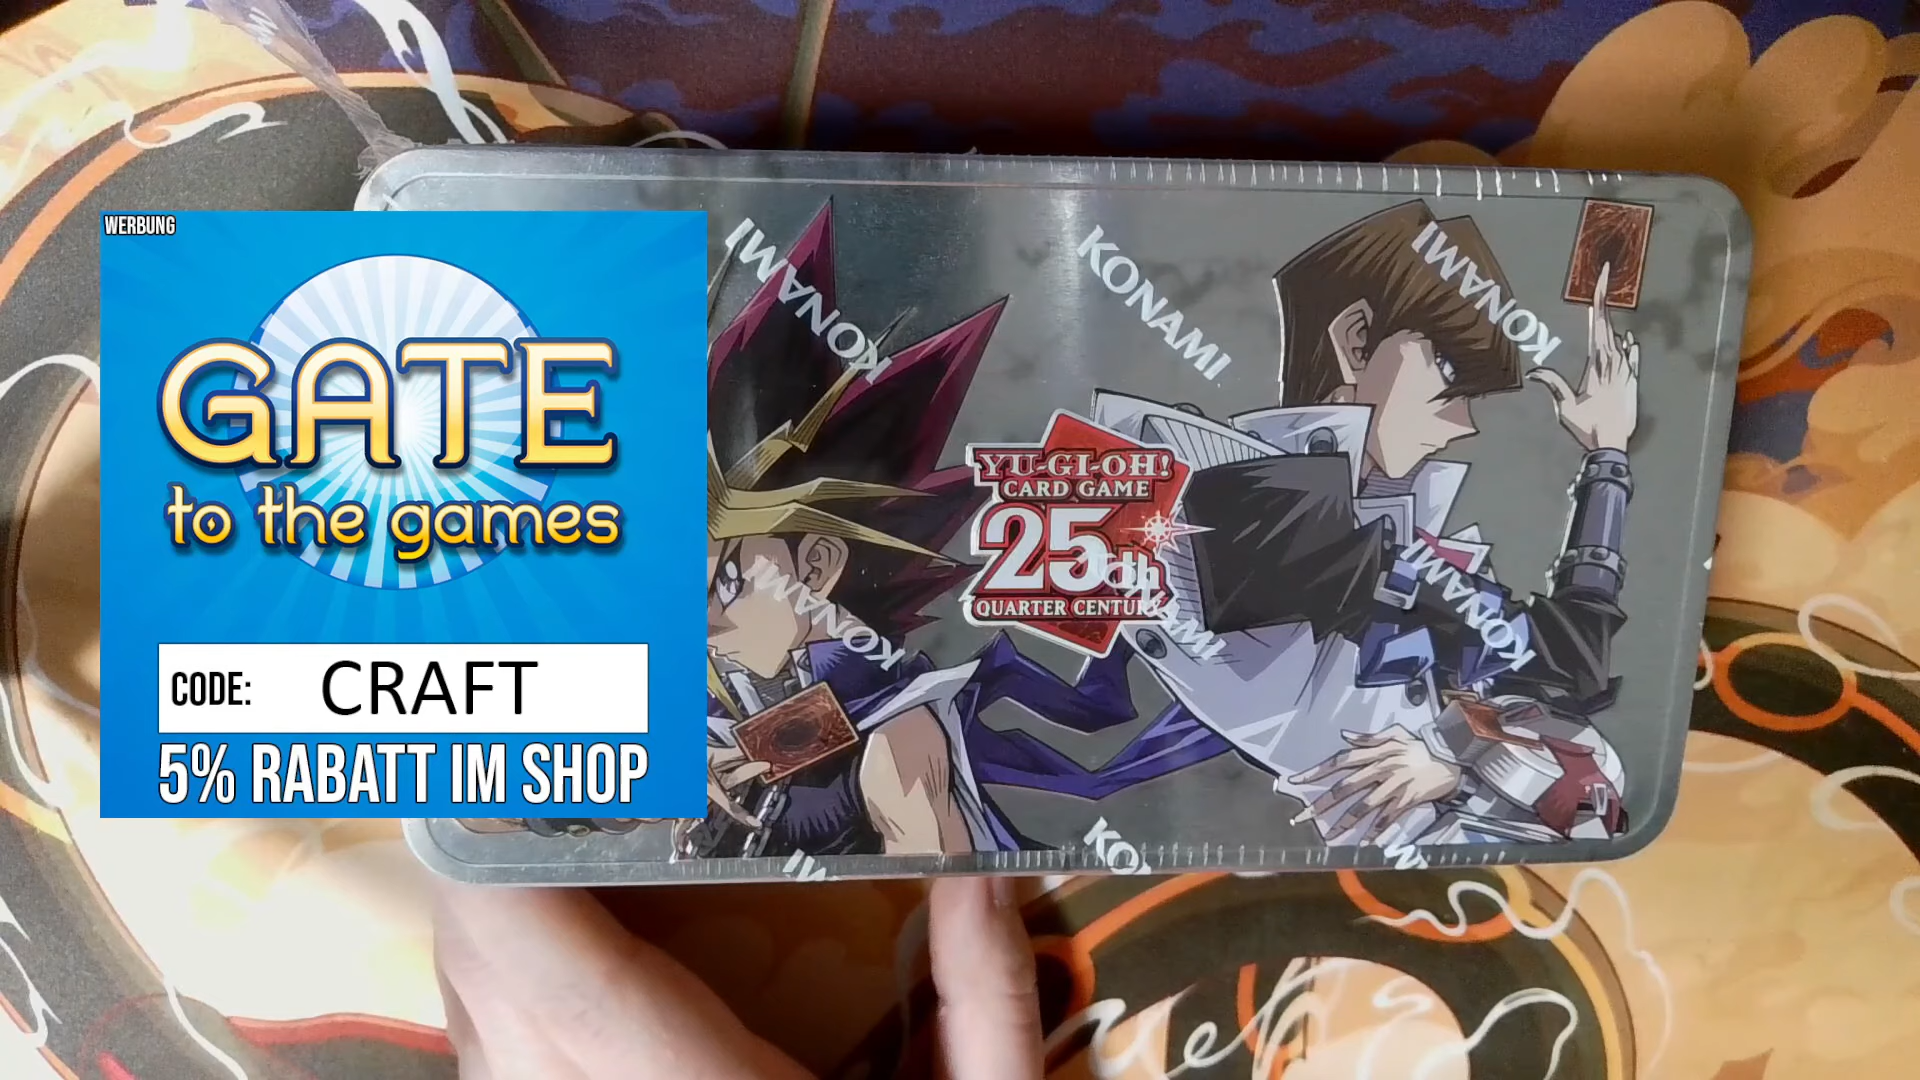 WERBUNG
GATE
to the games
CODE: CRAFT
5% RABATT IM SHOP
KONAMI
KONAMI
KONAMI
YU-GI-OH!
CARD GAME
25th
QUARTER CENTURY
KONAMI
KONAMI
KONAMI